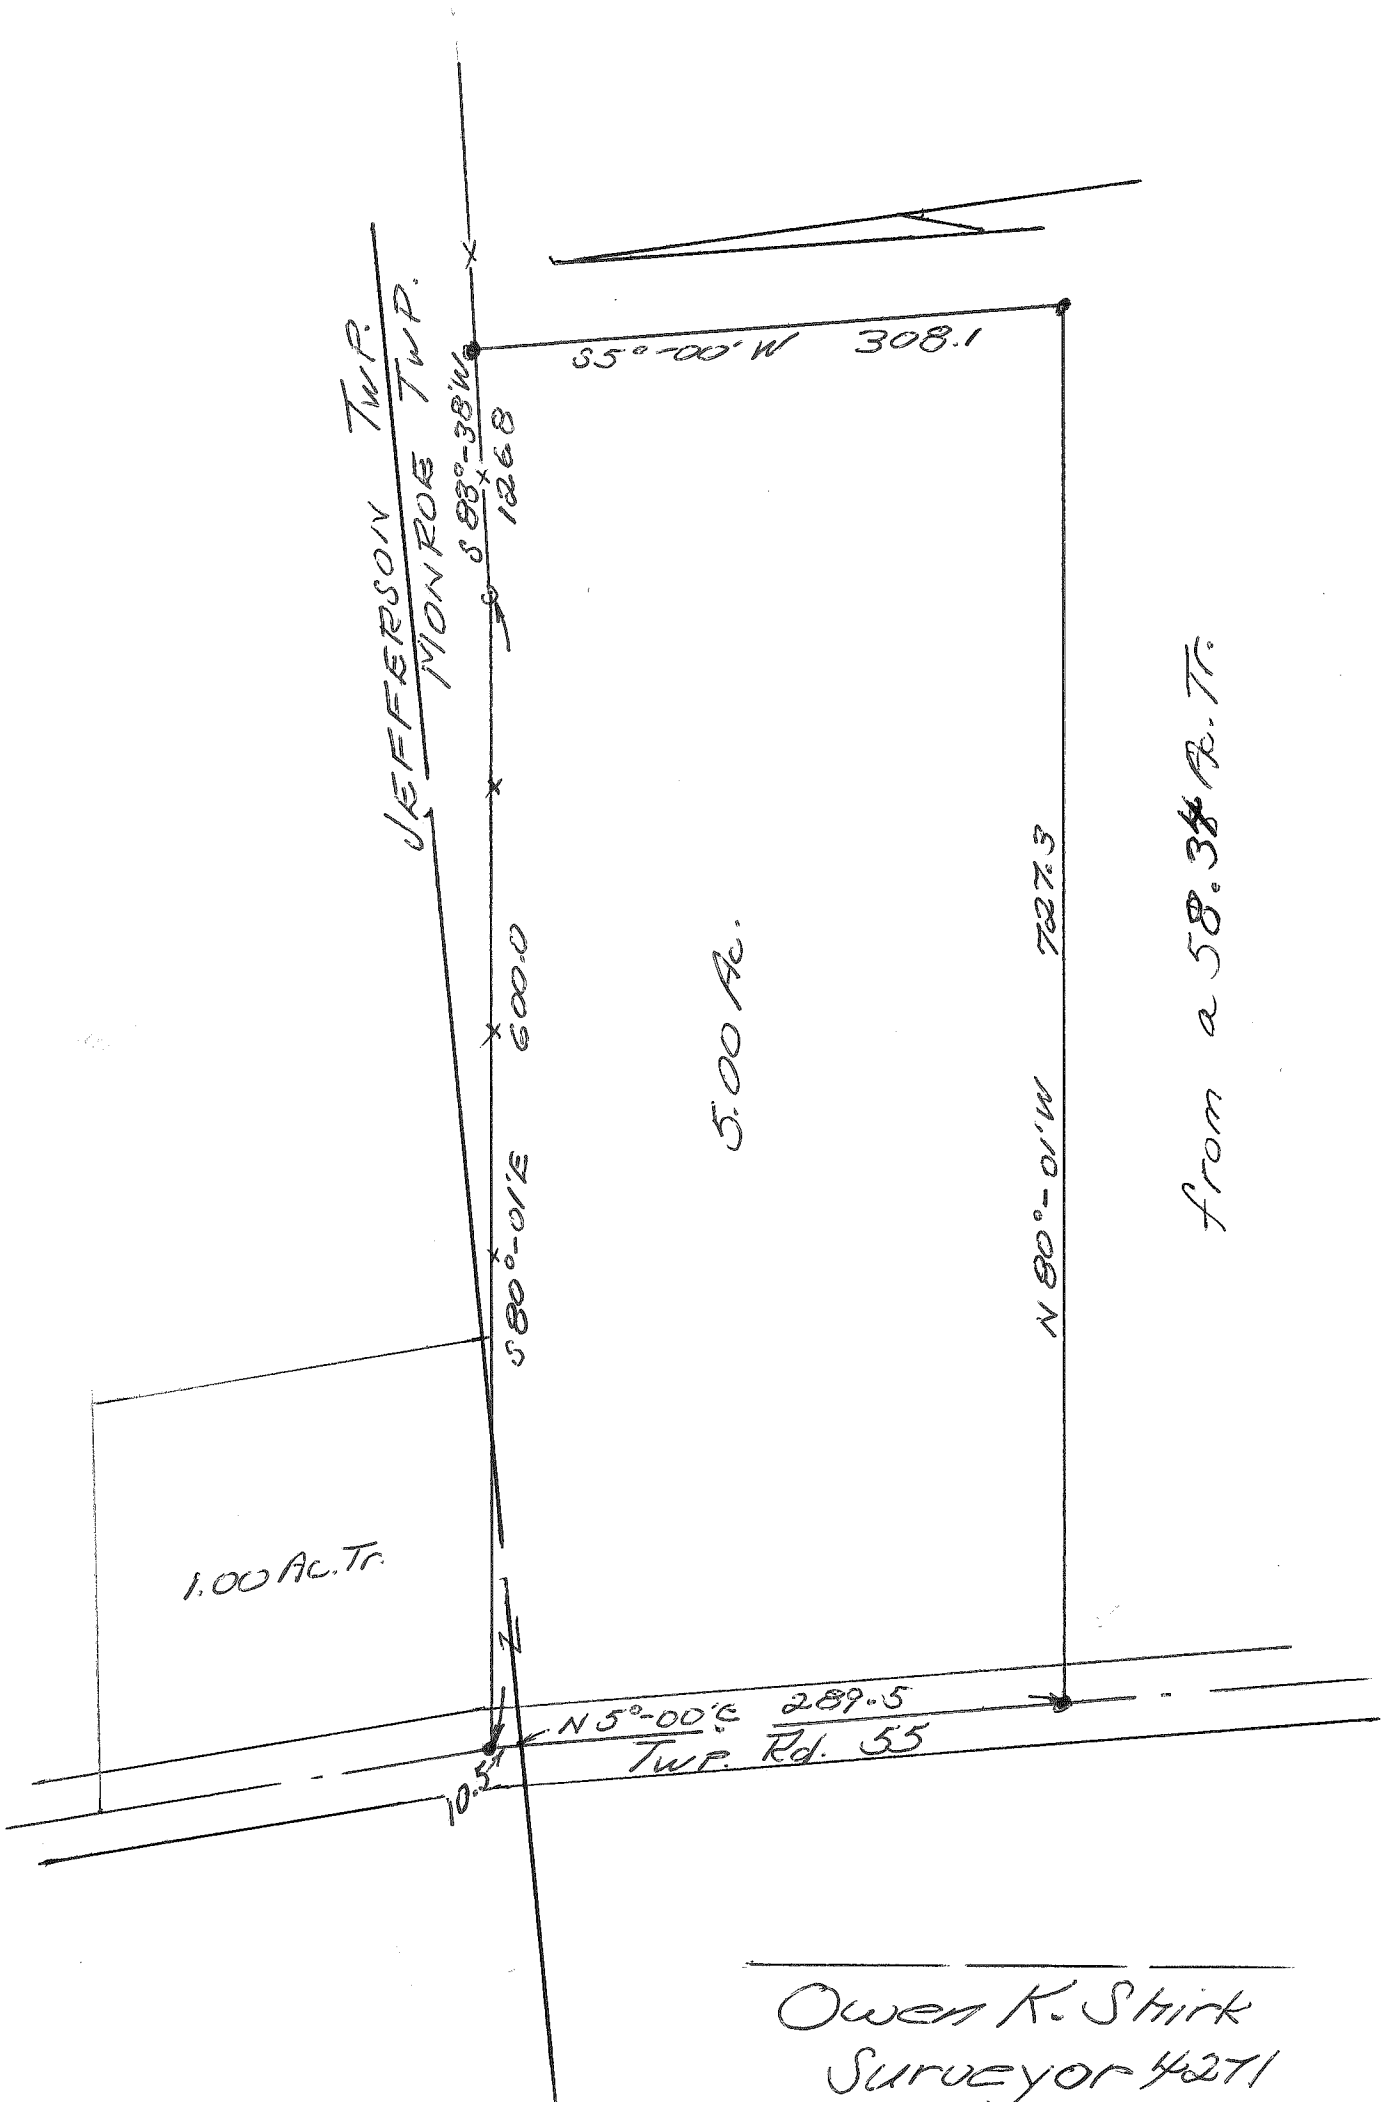 JEFFERSON TWP.
MONROE TWP.
S 88°-38'W
126.8
S5°-00'W 308.1
S 80°-01'E 600.0
5.00 Ac.
N 80°-01'W 727.3
from a 58.34 Ac. Tr.
1.00 Ac. Tr.
N 5°-00'E 289.5
Twp. Rd. 55
10.5
Owen K. Shirk
Surveyor 4271